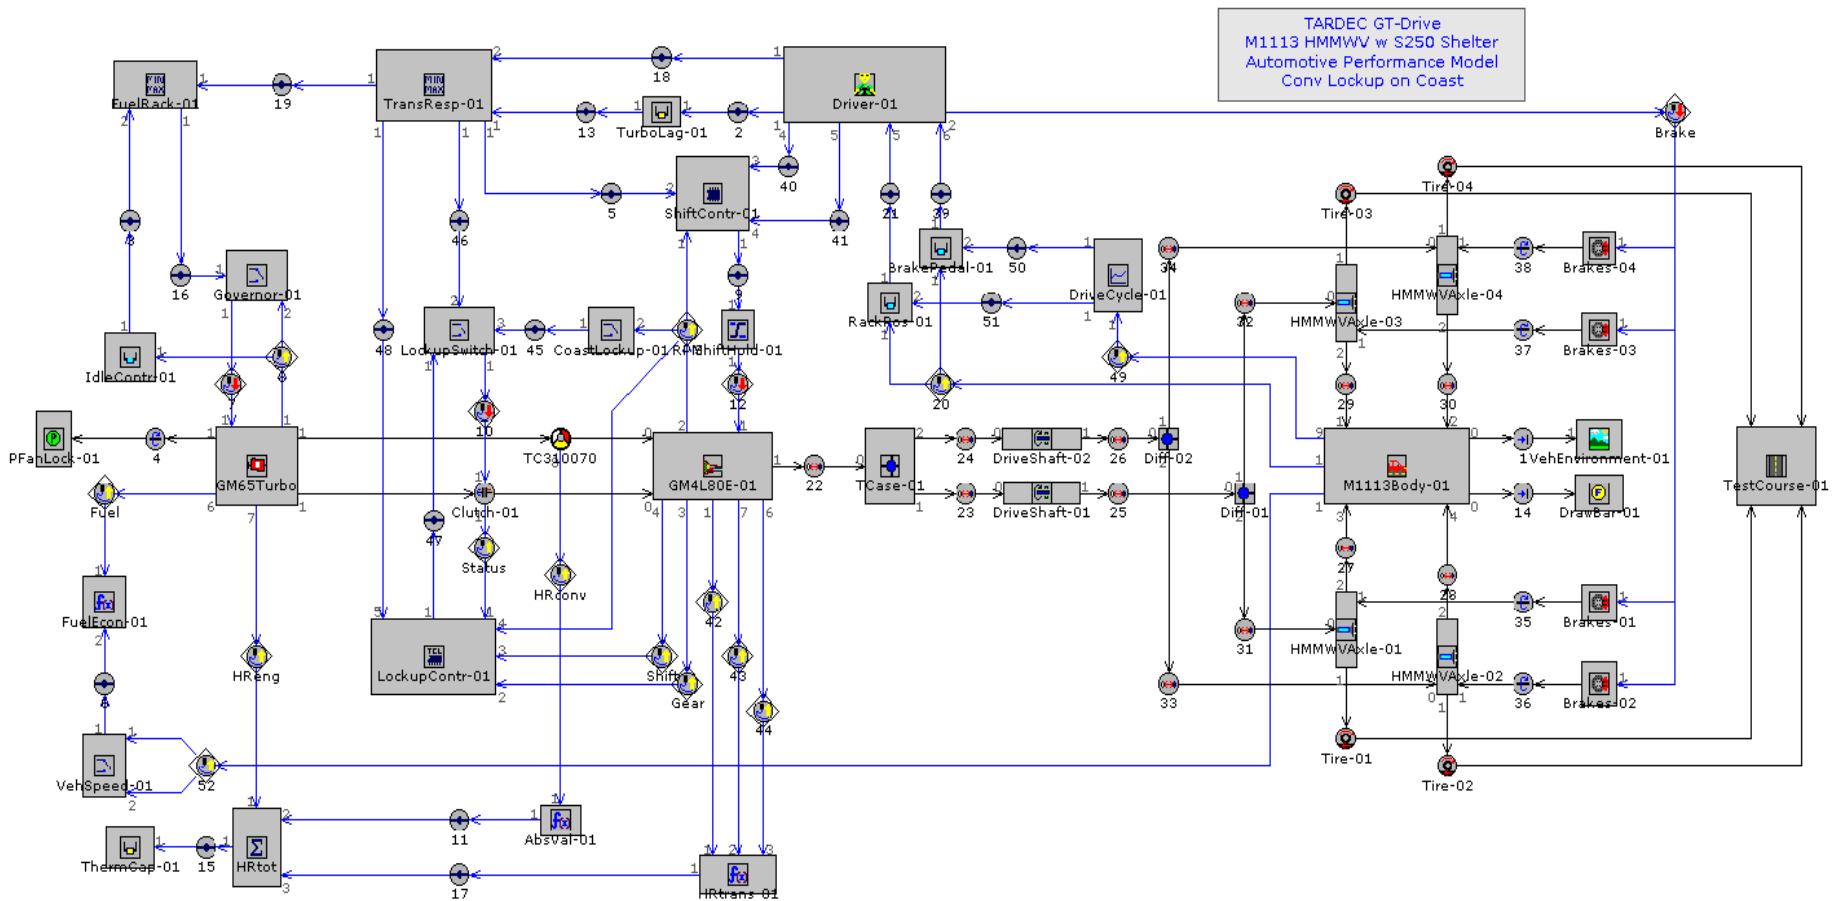 TARDEC GT-Drive
M1113 HMMWV w S250 Shelter
Automotive Performance Model
Conv Lockup on Coast
FuelRack-01
19
TransResp-01
18
13
TurboLag-01
2
Driver-01
Brake
40
ShiftContr-01
5
41
21
39
46
3
16
Governor-01
BrakePedal-01
50
DriveCycle-01
RackPos-01
51
49
20
34
32
Tire-03
Tire-04
HMMWVAxle-04
HMMWVAxle-03
38
Brakes-04
37
Brakes-03
IdleContr-01
8
7
48
LockupSwitch-01
45
CoastLockup-01
RPM
ShiftHold-01
9
12
10
29
30
PFanLock-01
4
GM65Turbo
TC310070
GM4L80E-01
22
TCase-01
24
DriveShaft-02
26
Diff-02
23
DriveShaft-01
25
Diff-01
M1113Body-01
1
VehEnvironment-01
14
DrawBar-01
TestCourse-01
Fuel
Clutch-01
47
Status
HRconv
27
28
FuelEcon-01
HReng
LockupContr-01
42
Shift
43
Gear
44
31
33
HMMWVAxle-01
HMMWVAxle-02
35
Brakes-01
36
Brakes-02
6
VehSpeed-01
52
Tire-01
Tire-02
ThermCap-01
15
HRtot
11
AbsVal-01
17
HRtrans-01